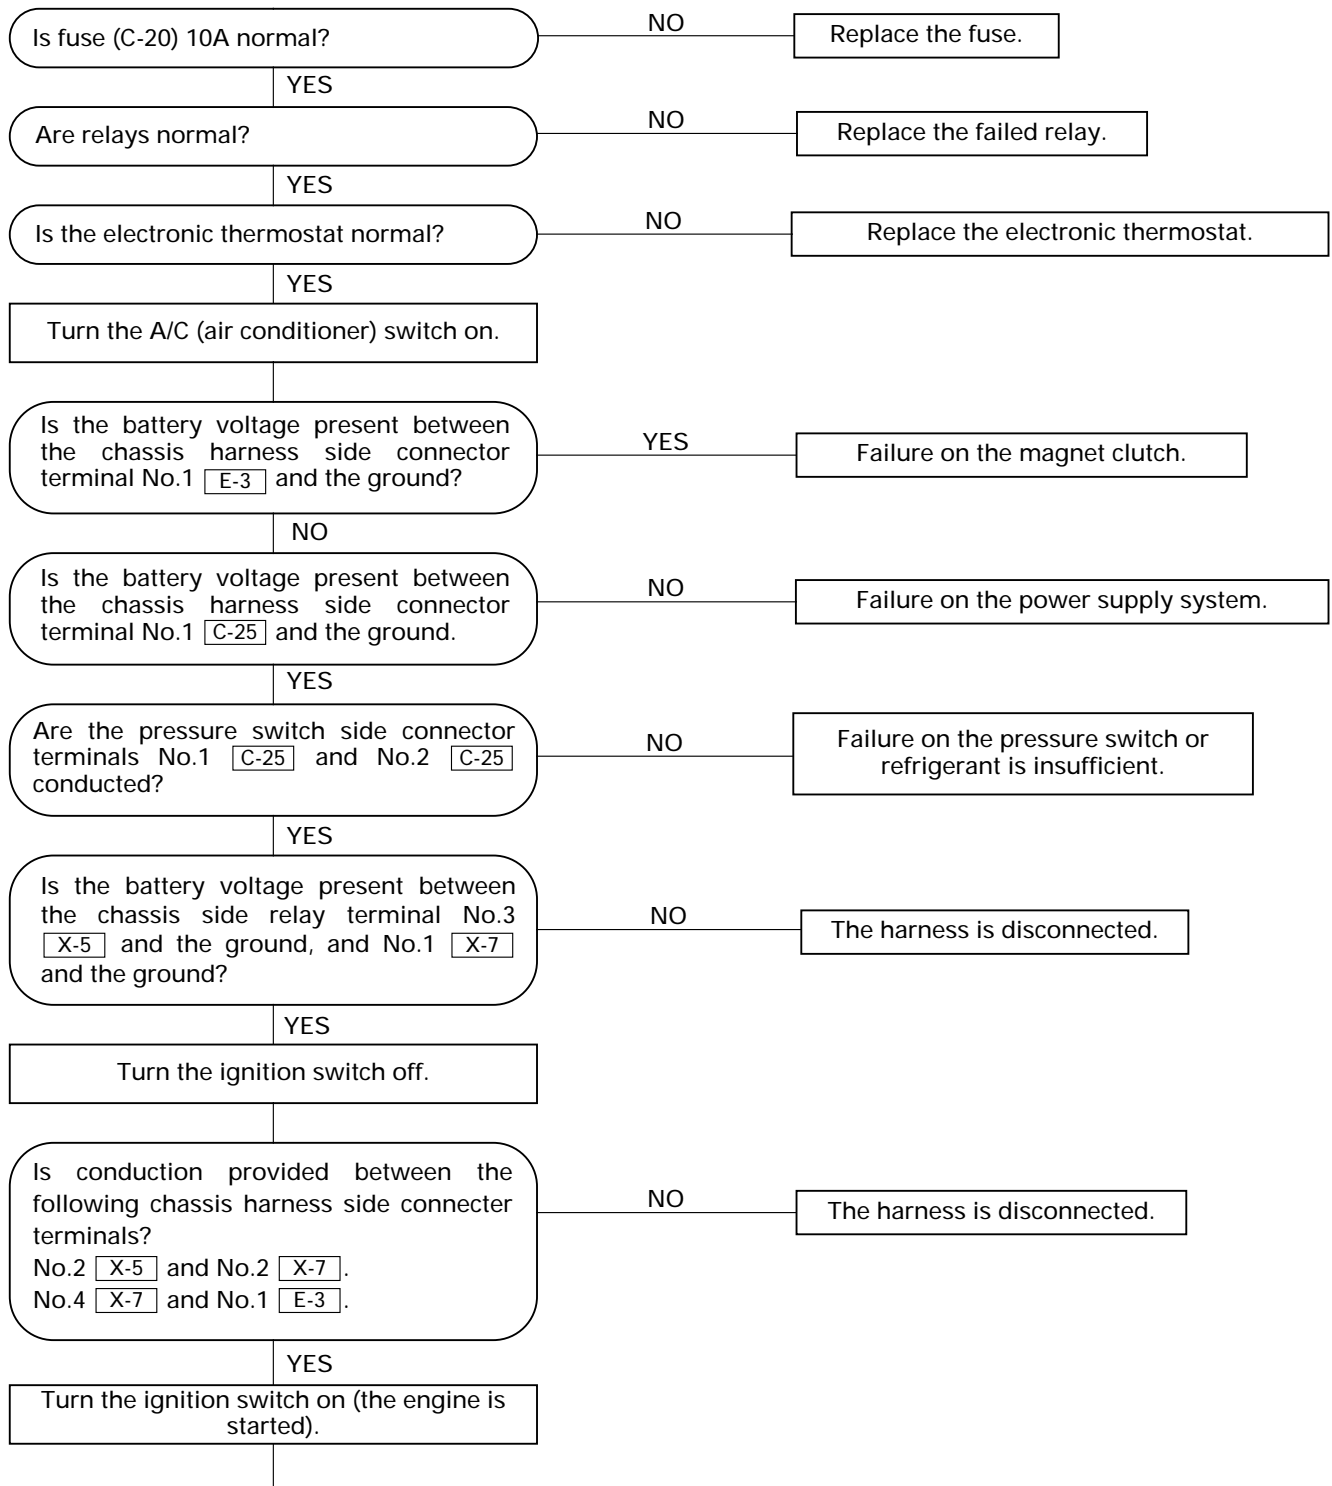 Is fuse (C-20) 10A normal?
NO
Replace the fuse.
YES
Are relays normal?
NO
Replace the failed relay.
YES
Is the electronic thermostat normal?
NO
Replace the electronic thermostat.
YES
Turn the A/C (air conditioner) switch on.
Is the battery voltage present between
the chassis harness side connector
terminal No.1 E-3 and the ground?
YES
Failure on the magnet clutch.
NO
Is the battery voltage present between
the chassis harness side connector
terminal No.1 C-25 and the ground.
NO
Failure on the power supply system.
YES
Are the pressure switch side connector
terminals No.1 C-25 and No.2 C-25
conducted?
NO
Failure on the pressure switch or
refrigerant is insufficient.
YES
Is the battery voltage present between
the chassis side relay terminal No.3
X-5 and the ground, and No.1 X-7
and the ground?
NO
The harness is disconnected.
YES
Turn the ignition switch off.
Is conduction provided between the
following chassis harness side connecter
terminals?
No.2 X-5 and No.2 X-7 .
No.4 X-7 and No.1 E-3 .
NO
The harness is disconnected.
YES
Turn the ignition switch on (the engine is
started).